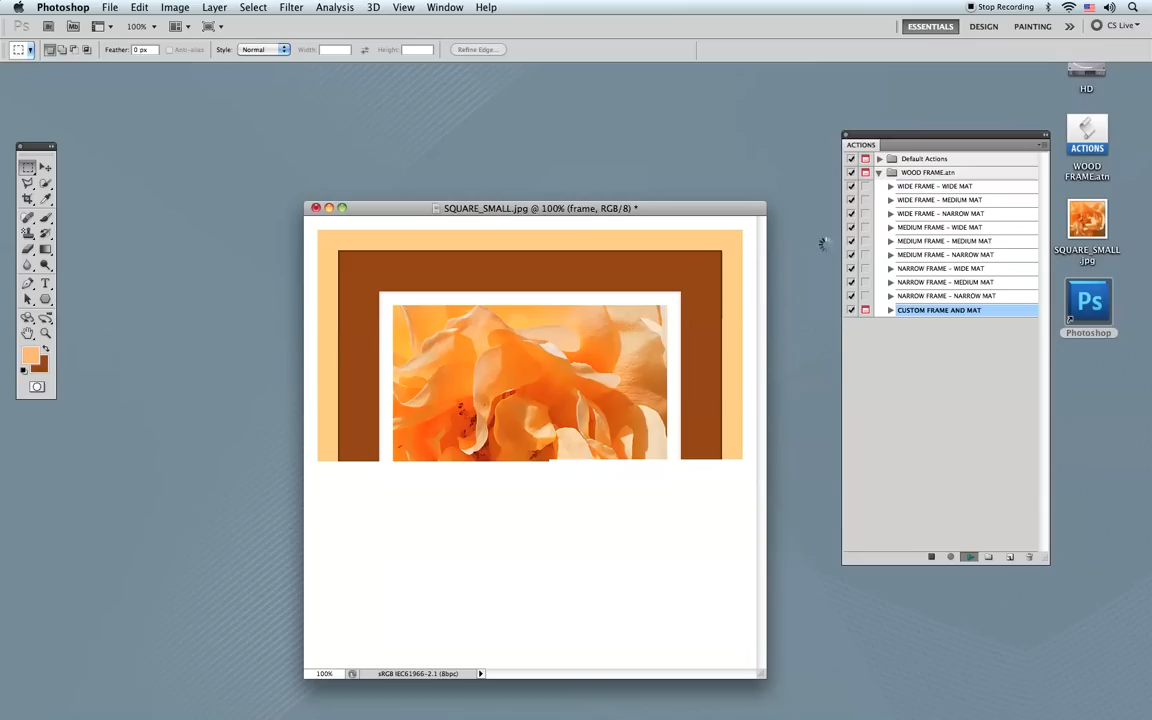 Photoshop File Edit Image Layer Select Filter Analysis 3D View Window Help Stop Recording
Ps Br Mb 100% ESSENTIALS DESIGN PAINTING >> CS Live
Feather: 0 px Anti-alias Style: Normal Width: Height: Refine Edge...
HD
ACTIONS
WOOD
FRAME.atn
SQUARE_SMALL
.jpg
Ps
Photoshop
ACTIONS
Default Actions
WOOD FRAME.atn
WIDE FRAME - WIDE MAT
WIDE FRAME - MEDIUM MAT
WIDE FRAME - NARROW MAT
MEDIUM FRAME - WIDE MAT
MEDIUM FRAME - MEDIUM MAT
MEDIUM FRAME - NARROW MAT
NARROW FRAME - WIDE MAT
NARROW FRAME - MEDIUM MAT
NARROW FRAME - NARROW MAT
CUSTOM FRAME AND MAT
SQUARE_SMALL.jpg @ 100% (frame, RGB/8) *
T
100% sRGB IEC61966-2.1 (8bpc)